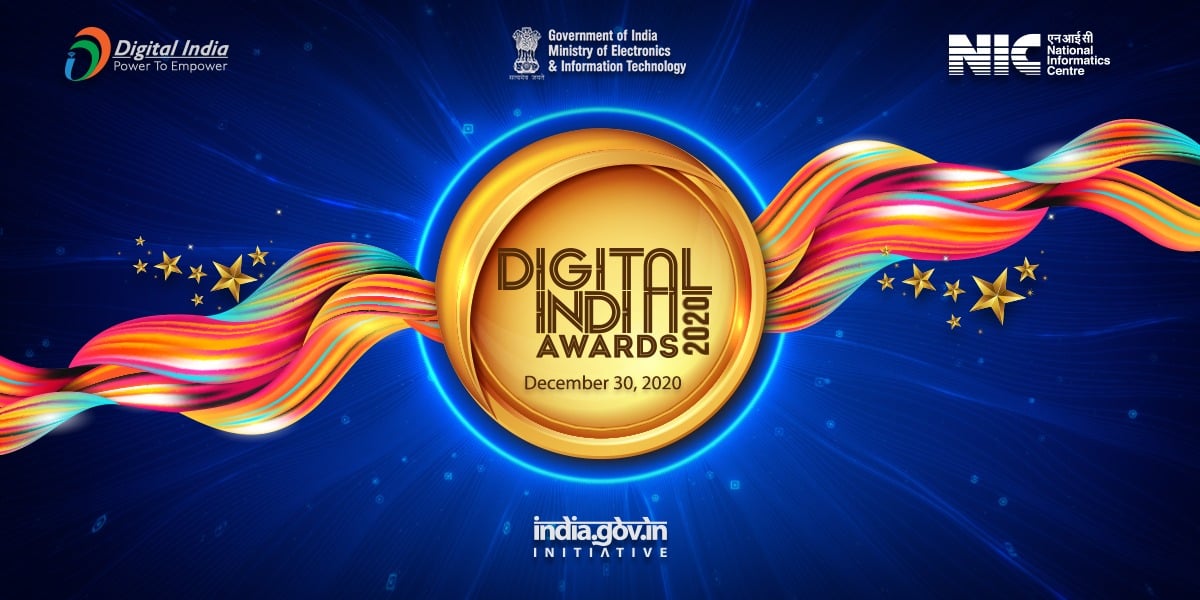 Digital India
Power To Empower
सत्यमेव जयते
Government of India
Ministry of Electronics
& Information Technology
NIC
एन आई सी
National
Informatics
Centre
DIGITAL
INDIA
AWARDS
2020
December 30, 2020
india.gov.in
INITIATIVE